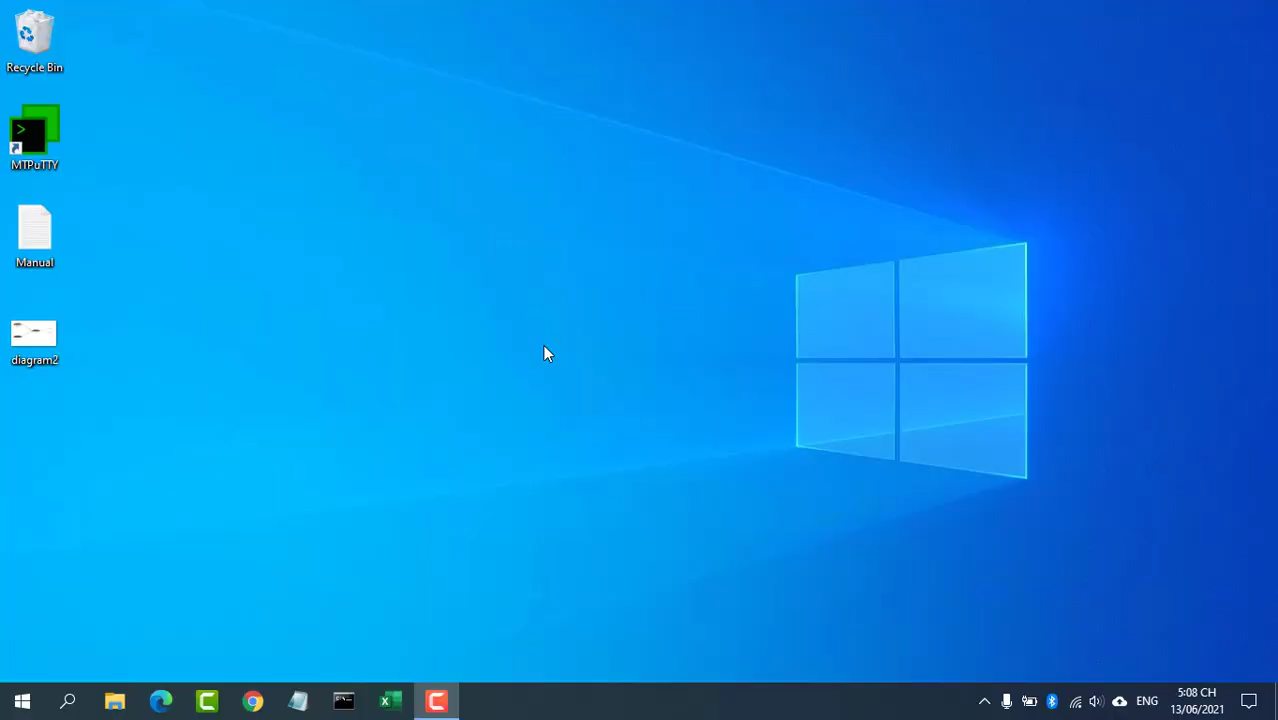 Recycle Bin
MTPuTTY
Manual
diagram2
ENG
5:08 CH
13/06/2021